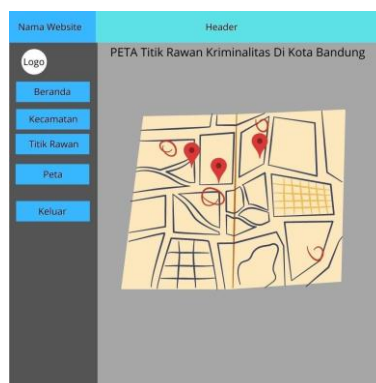 Nama Website
Header
Logo
PETA Titik Rawan Kriminalitas Di Kota Bandung
Beranda
Kecamatan
Titik Rawan
Peta
Keluar